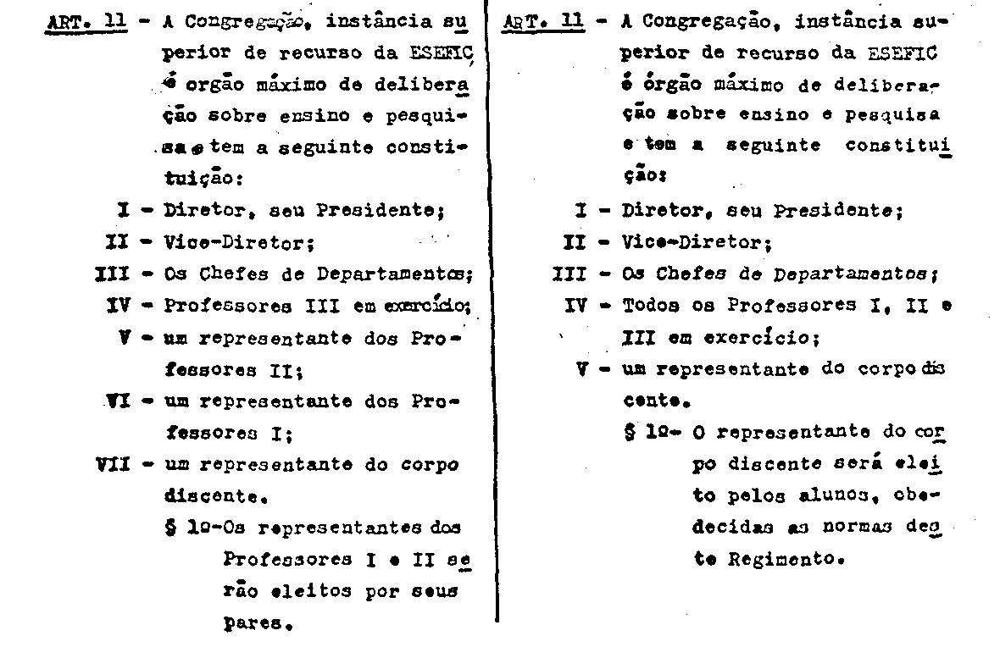 ART. 11 - A Congregação, instância su
perior de recurso da ESEFIC,
é orgão máximo de delibera
ção sobre ensino e pesqui-
sa e tem a seguinte consti-
tuição:
I - Diretor, seu Presidente;
II - Vice-Diretor;
III - Os Chefes de Departamentos;
IV - Professores III em exercício;
V - um representante dos Pro-
fessores II;
VI - um representante dos Pro-
fessores I;
VII - um representante do corpo
discente.
§ 1º-Os representantes dos
Professores I e II se
rão eleitos por seus
pares.
ART. 11 - A Congregação, instância su-
perior de recurso da ESEFIC
é órgão máximo de delibera-
ção sobre ensino e pesquisa
e tem a seguinte constitui
ção:
I - Diretor, seu Presidente;
II - Vice-Diretor;
III - Os Chefes de Departamentos;
IV - Todos os Professores I, II e
III em exercício;
V - um representante do corpo dis
cente.
§ 1º- O representante do cor
po discente será elei
to pelos alunos, obe-
decidas as normas des
te Regimento.